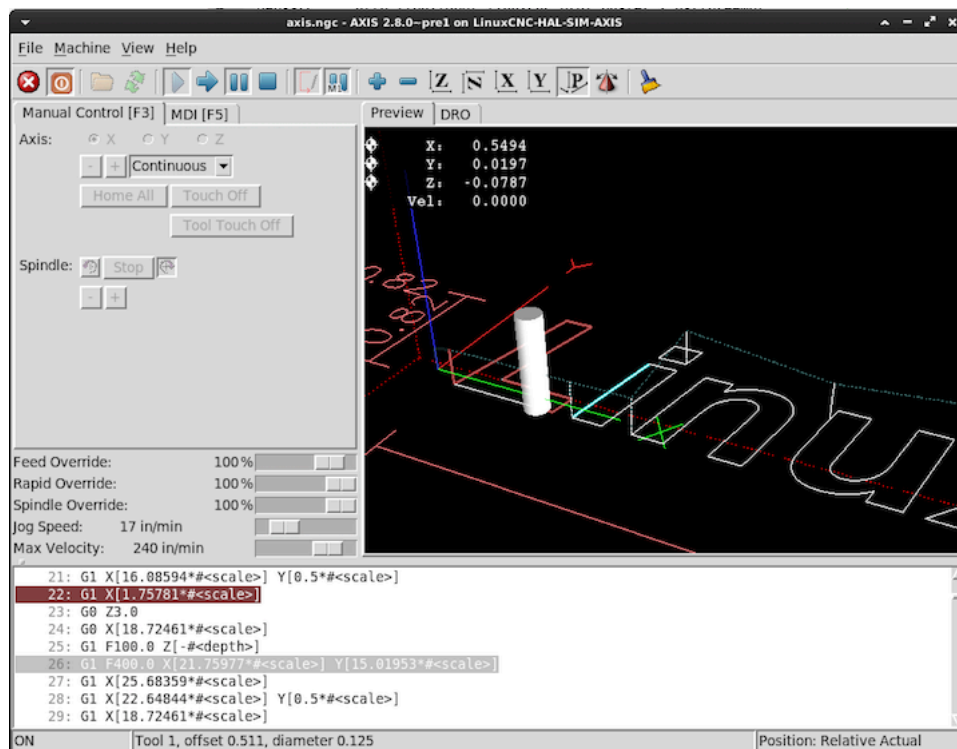 axis.ngc - AXIS 2.8.0~pre1 on LinuxCNC-HAL-SIM-AXIS
File Machine View Help
Z N X Y P
Manual Control [F3] MDI [F5]
Preview DRO
Axis: X Y Z
- + Continuous
Home All Touch Off
Tool Touch Off
Spindle: Stop
- +
X: 0.5494
Y: 0.0197
Z: -0.0787
Vel: 0.0000
Y
X
Linu
Feed Override: 100%
Rapid Override: 100%
Spindle Override: 100%
Jog Speed: 17 in/min
Max Velocity: 240 in/min
21: G1 X[16.08594*#<scale>] Y[0.5*#<scale>]
22: G1 X[1.75781*#<scale>]
23: G0 Z3.0
24: G0 X[18.72461*#<scale>]
25: G1 F100.0 Z[-#<depth>]
26: G1 F400.0 X[21.75977*#<scale>] Y[15.01953*#<scale>]
27: G1 X[25.68359*#<scale>]
28: G1 X[22.64844*#<scale>] Y[0.5*#<scale>]
29: G1 X[18.72461*#<scale>]
ON Tool 1, offset 0.511, diameter 0.125 Position: Relative Actual